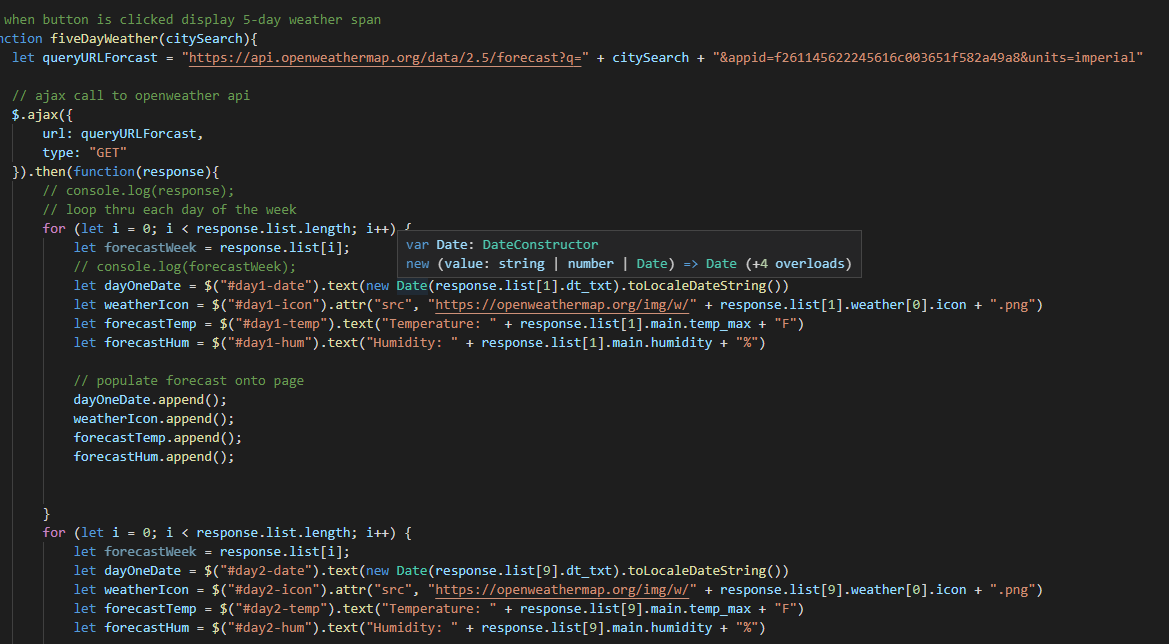 when button is clicked display 5-day weather span
nction fiveDayWeather(citySearch){
let queryURLForcast = "https://api.openweathermap.org/data/2.5/forecast?q=" + citySearch + "&appid=f261145622245616c003651f582a49a8&units=imperial"
// ajax call to openweather api
$.ajax({
url: queryURLForcast,
type: "GET"
}).then(function(response){
// console.log(response);
// loop thru each day of the week
for (let i = 0; i < response.list.length; i++) {
let forecastWeek = response.list[i];
var Date: DateConstructor
new (value: string | number | Date) => Date (+4 overloads)
// console.log(forecastWeek);
let dayOneDate = $("#day1-date").text(new Date(response.list[1].dt_txt).toLocaleDateString())
let weatherIcon = $("#day1-icon").attr("src", "https://openweathermap.org/img/w/" + response.list[1].weather[0].icon + ".png")
let forecastTemp = $("#day1-temp").text("Temperature: " + response.list[1].main.temp_max + "F")
let forecastHum = $("#day1-hum").text("Humidity: " + response.list[1].main.humidity + "%")
// populate forecast onto page
dayOneDate.append();
weatherIcon.append();
forecastTemp.append();
forecastHum.append();
}
for (let i = 0; i < response.list.length; i++) {
let forecastWeek = response.list[i];
let dayOneDate = $("#day2-date").text(new Date(response.list[9].dt_txt).toLocaleDateString())
let weatherIcon = $("#day2-icon").attr("src", "https://openweathermap.org/img/w/" + response.list[9].weather[0].icon + ".png")
let forecastTemp = $("#day2-temp").text("Temperature: " + response.list[9].main.temp_max + "F")
let forecastHum = $("#day2-hum").text("Humidity: " + response.list[9].main.humidity + "%")